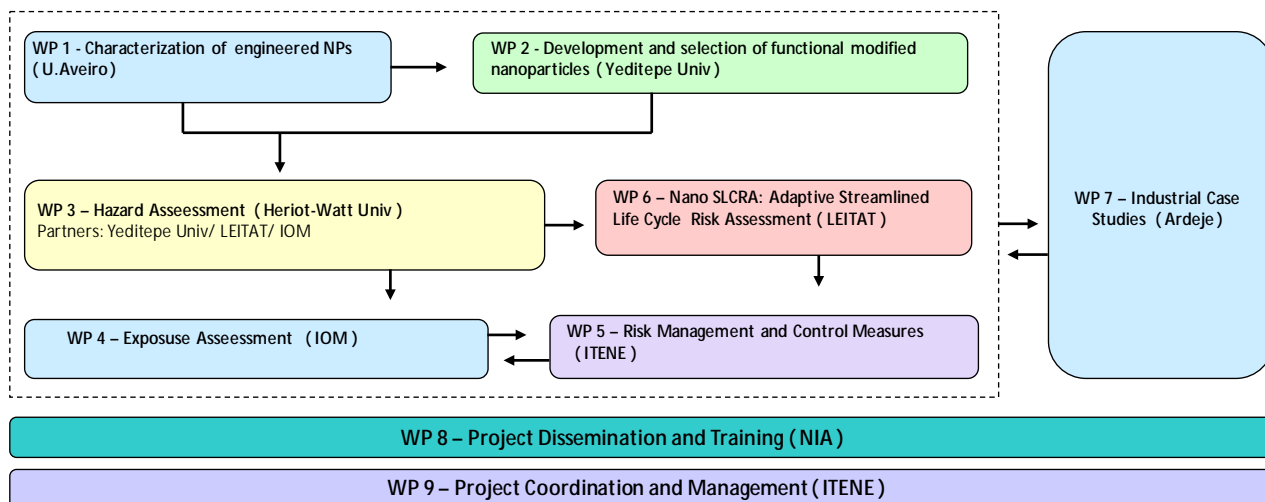 WP 1 - Characterization of engineered NPs
(U.Aveiro)
WP 2 - Development and selection of functional modified
nanoparticles (Yeditepe Univ)
WP 3 – Hazard Asseessment (Heriot-Watt Univ)
Partners: Yeditepe Univ/ LEITAT/ IOM
WP 6 – Nano SLCRA: Adaptive Streamlined
Life Cycle Risk Assessment (LEITAT)
WP 7 – Industrial Case
Studies (Ardeje)
WP 4 – Exposuse Asseessment (IOM)
WP 5 – Risk Management and Control Measures
(ITENE)
WP 8 – Project Dissemination and Training (NIA)
WP 9 – Project Coordination and Management (ITENE)